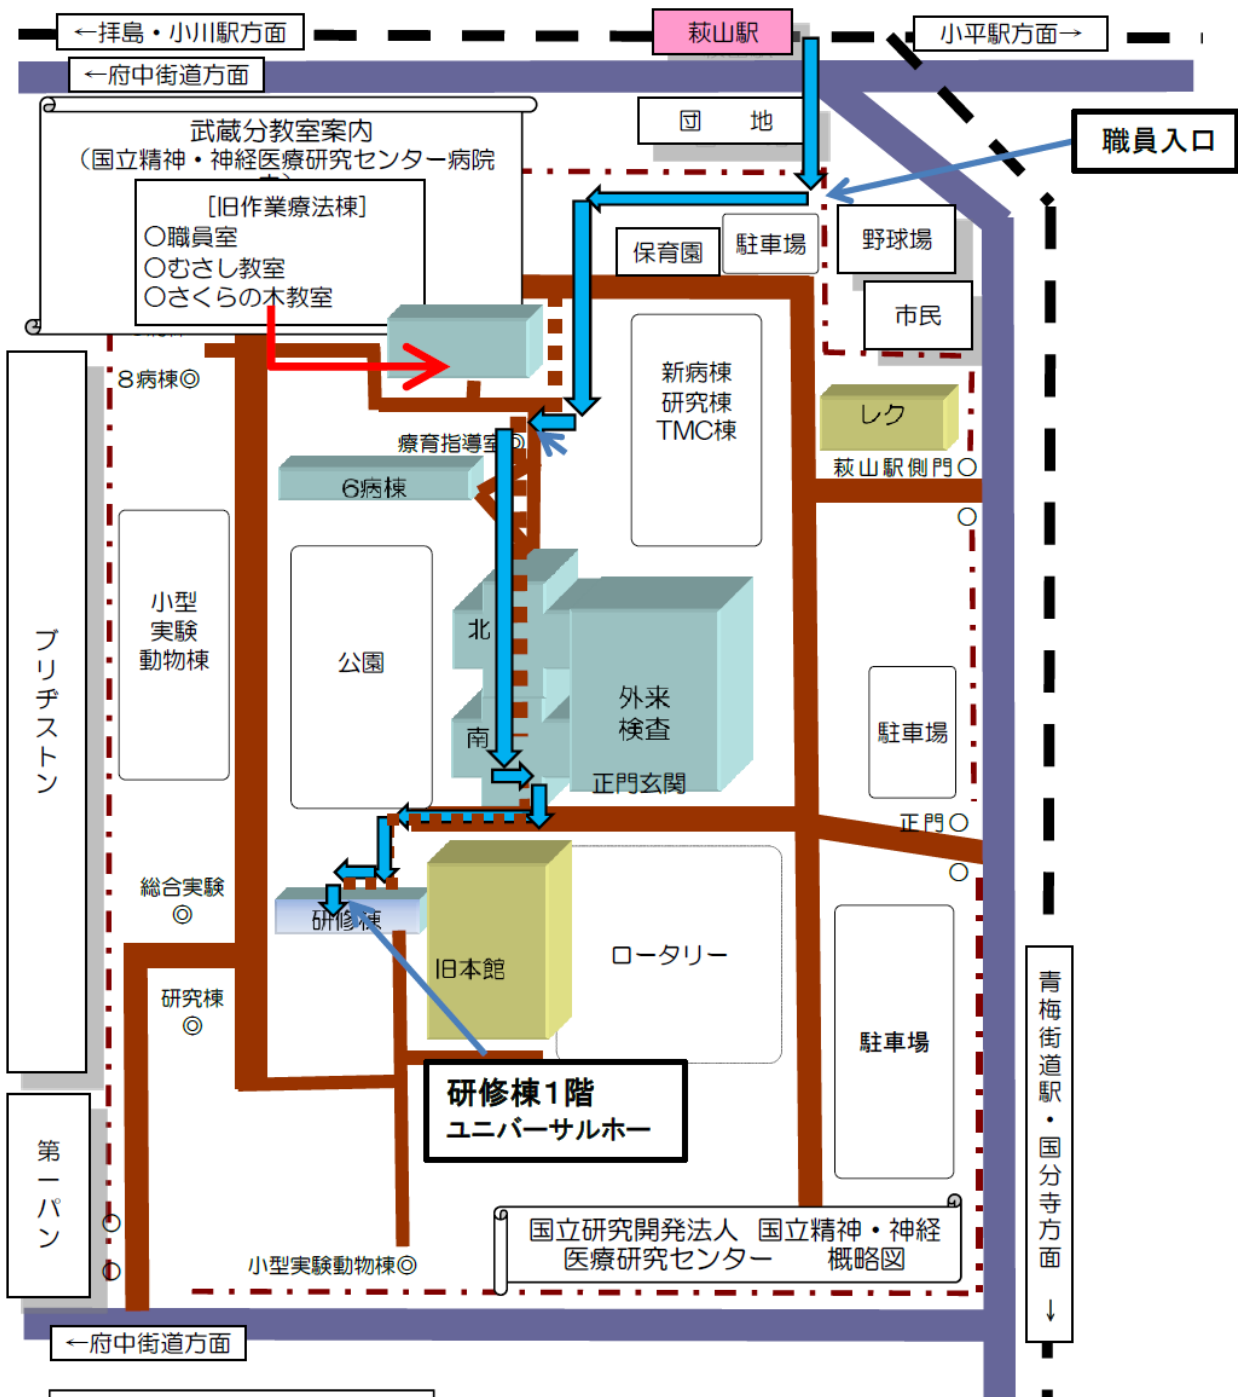 ←拝島・小川駅方面
萩山駅
小平駅方面→
←府中街道方面
団　地
職員入口
武蔵分教室案内
（国立精神・神経医療研究センター病院
[旧作業療法棟]
○職員室
○むさし教室
○さくらの木教室
保育園
駐車場
野球場
市民
8病棟◎
新病棟
研究棟
TMC棟
レク
療育指導室◎
萩山駅側門○
○
6病棟
小型
実験
動物棟
公園
北
南
外来
検査
駐車場
正門玄関
正門○
○
ブリヂストン
総合実験
◎
研修棟
旧本館
ロータリー
研究棟
◎
駐車場
青梅街道駅・国分寺方面　↓
研修棟1階
ユニバーサルホー
第一パン
○
○
小型実験動物棟◎
国立研究開発法人　国立精神・神経
医療研究センター　概略図
←府中街道方面